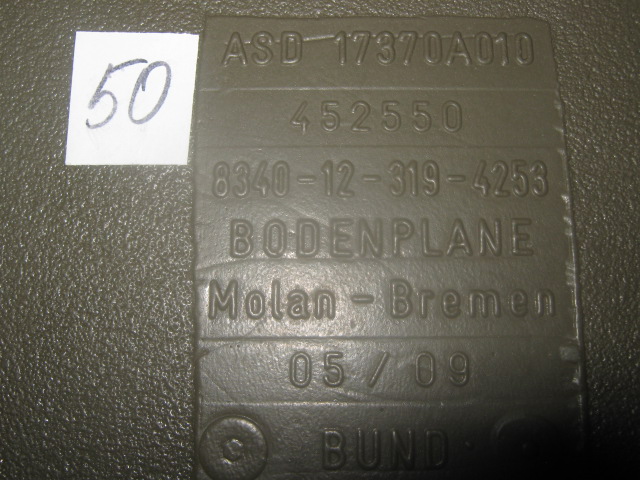 50
ASD 17370A010
452550
8340-12-319-4253
BODENPLANE
Molan - Bremen
05 / 09
BUND